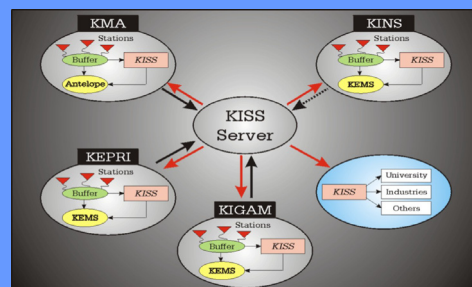 KMA
Stations
Buffer
KISS
Antelope
KINS
Stations
Buffer
KISS
KEMS
KISS
Server
KEPRI
Stations
Buffer
KISS
KEMS
KIGAM
Stations
Buffer
KISS
KEMS
KISS
University
Industries
Others